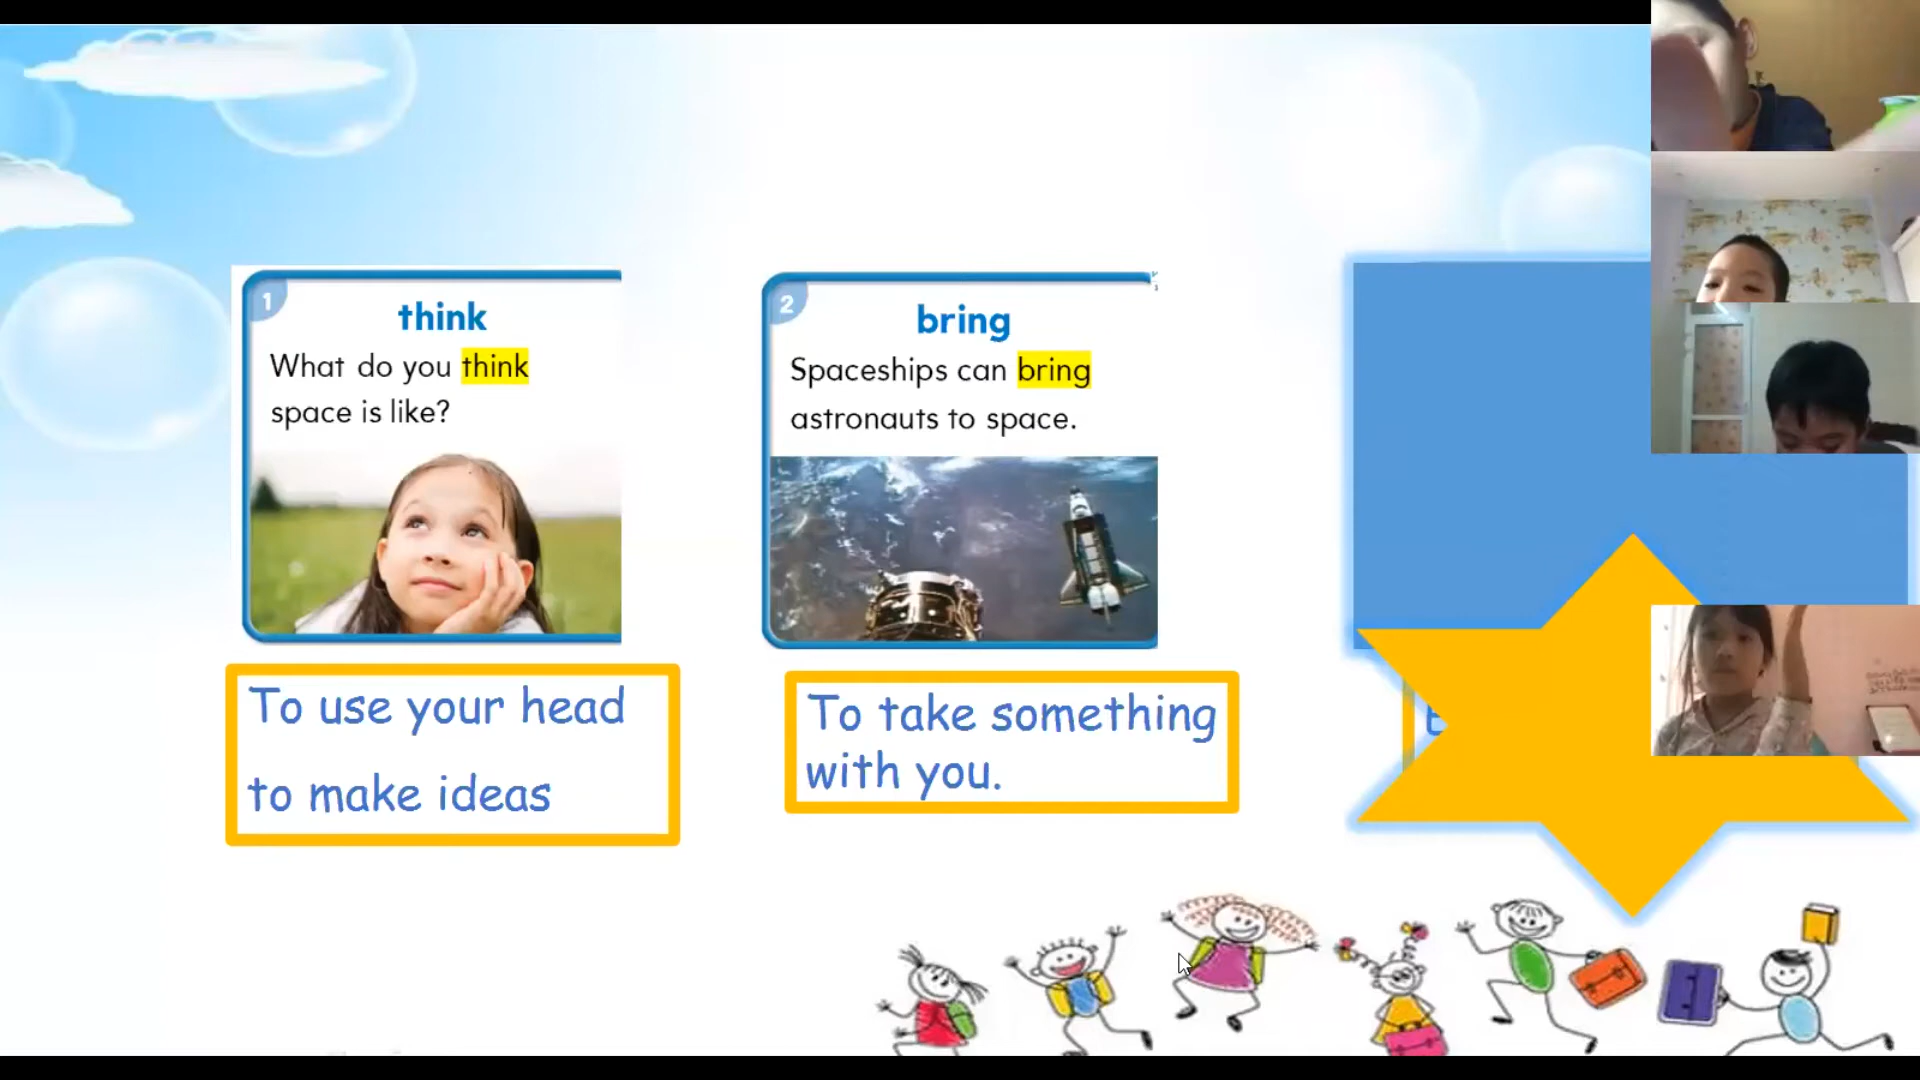 1
think
What do you think
space is like?
To use your head
to make ideas
2
bring
Spaceships can bring
astronauts to space.
To take something
with you.